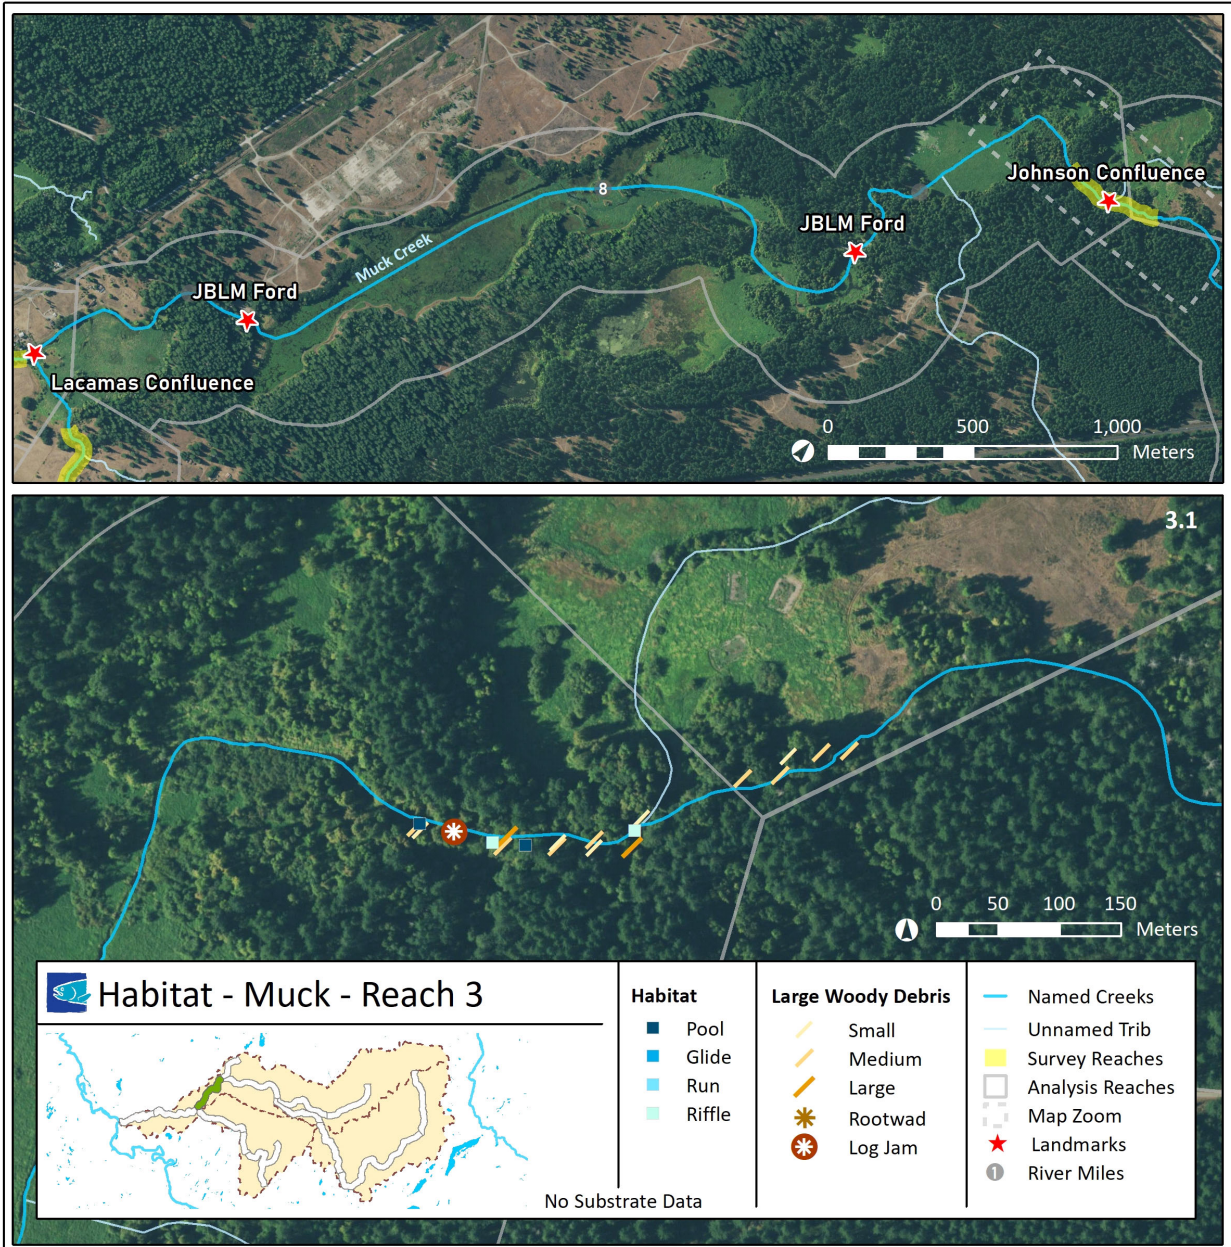 Johnson Confluence
8
JBLM Ford
Muck Creek
JBLM Ford
Lacamas Confluence
0 500 1,000
Meters
3.1
0 50 100 150
Meters
Habitat - Muck - Reach 3
No Substrate Data
Habitat
Pool
Glide
Run
Riffle
Large Woody Debris
Small
Medium
Large
Rootwad
Log Jam
Named Creeks
Unnamed Trib
Survey Reaches
Analysis Reaches
Map Zoom
Landmarks
1 River Miles